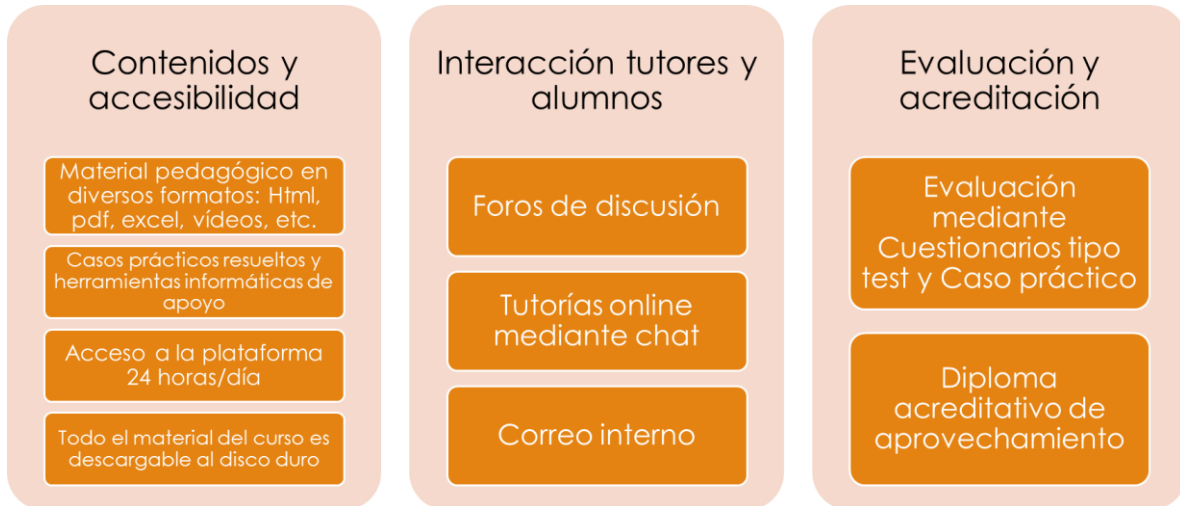 Contenidos y
accesibilidad
Material pedagógico en
diversos formatos: Html,
pdf, excel, vídeos, etc.
Casos prácticos resueltos y
herramientas informáticas de
apoyo
Acceso a la plataforma
24 horas/día
Todo el material del curso es
descargable al disco duro
Interacción tutores y
alumnos
Foros de discusión
Tutorías online
mediante chat
Correo interno
Evaluación y
acreditación
Evaluación
mediante
Cuestionarios tipo
test y Caso práctico
Diploma
acreditativo de
aprovechamiento